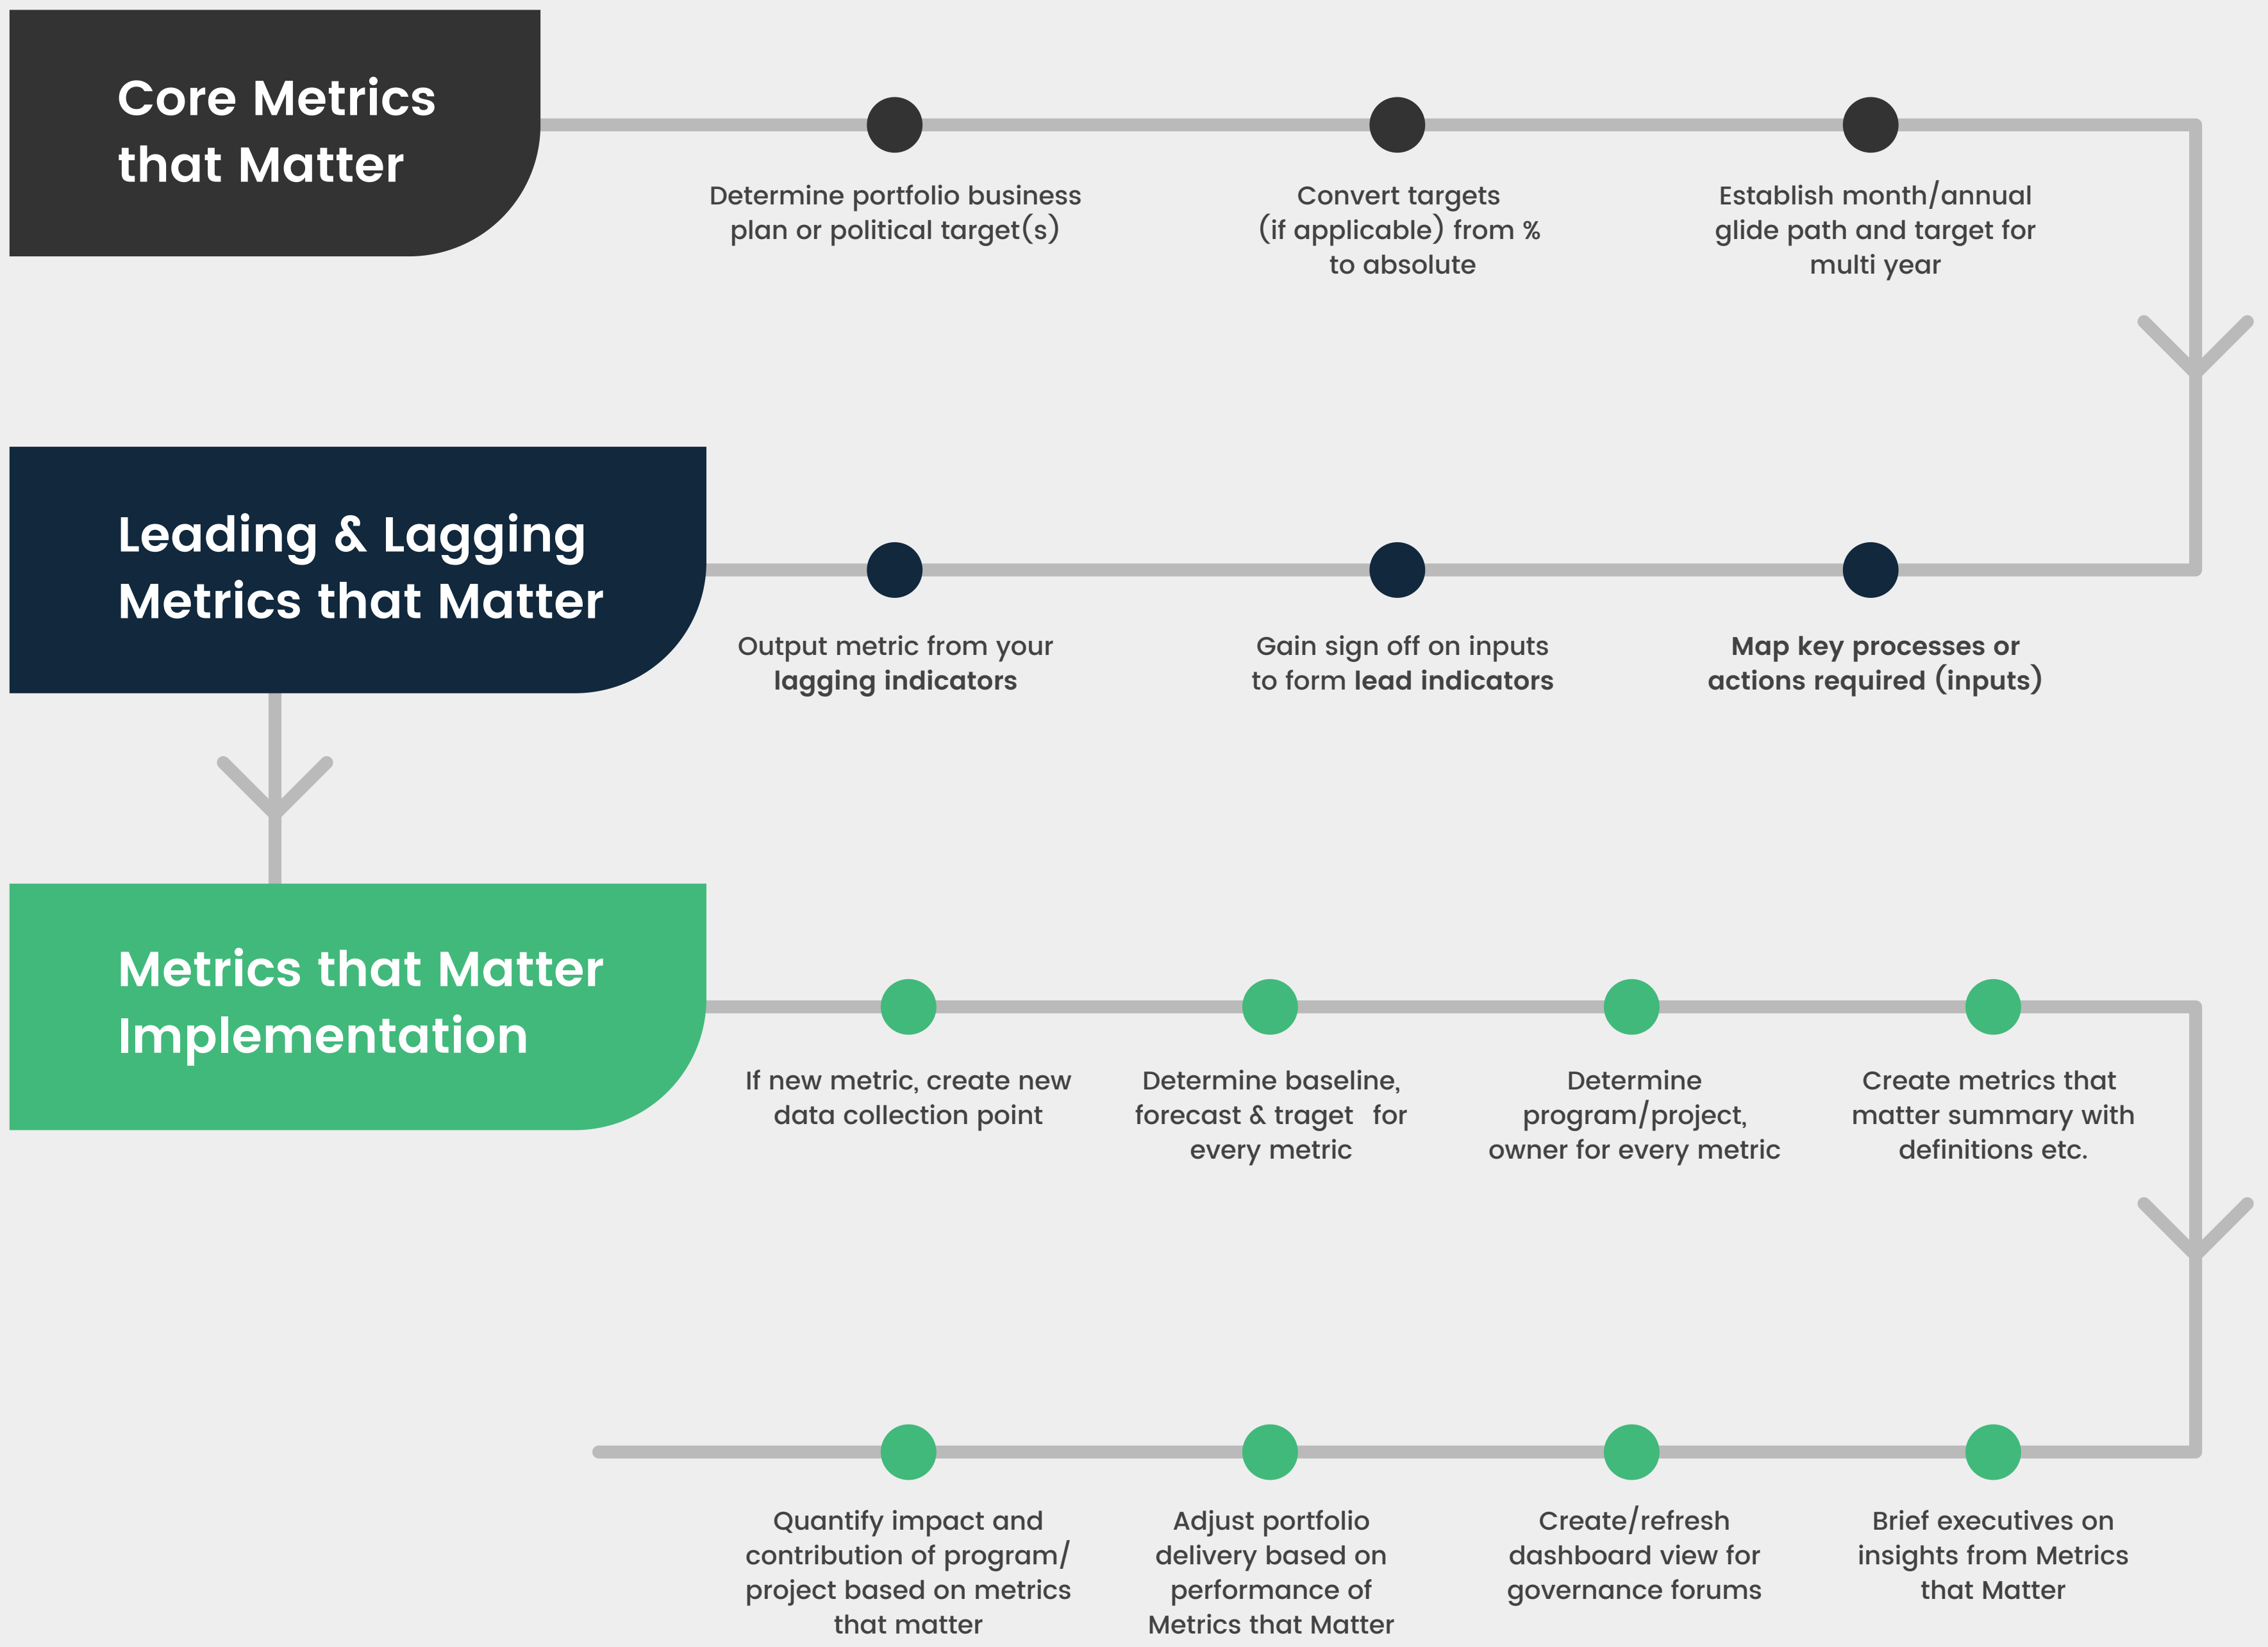 Core Metrics
that Matter
Determine portfolio business
plan or political target(s)
Convert targets
(if applicable) from %
to absolute
Establish month/annual
glide path and target for
multi year
Leading & Lagging
Metrics that Matter
Output metric from your
lagging indicators
Gain sign off on inputs
to form lead indicators
Map key processes or
actions required (inputs)
Metrics that Matter
Implementation
If new metric, create new
data collection point
Determine baseline,
forecast & traget for
every metric
Determine
program/project,
owner for every metric
Create metrics that
matter summary with
definitions etc.
Quantify impact and
contribution of program/
project based on metrics
that matter
Adjust portfolio
delivery based on
performance of
Metrics that Matter
Create/refresh
dashboard view for
governance forums
Brief executives on
insights from Metrics
that Matter